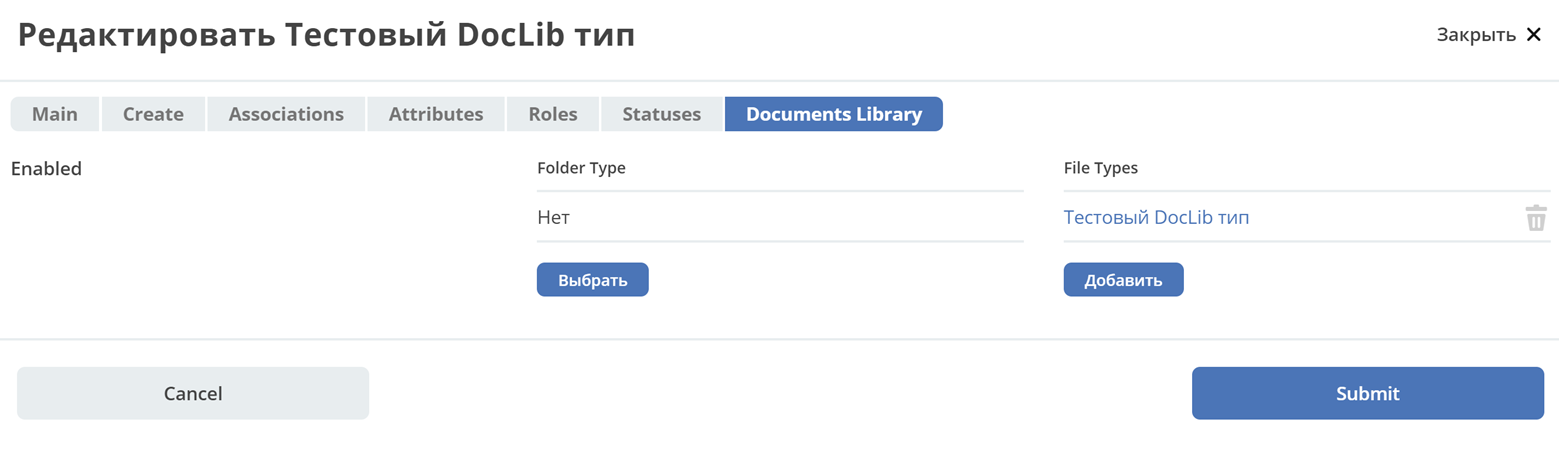 Редактировать Тестовый DocLib тип
Закрыть
Main Create Associations Attributes Roles Statuses Documents Library
Enabled Folder Type File Types
Нет Тестовый DocLib тип
Выбрать Добавить
Cancel Submit